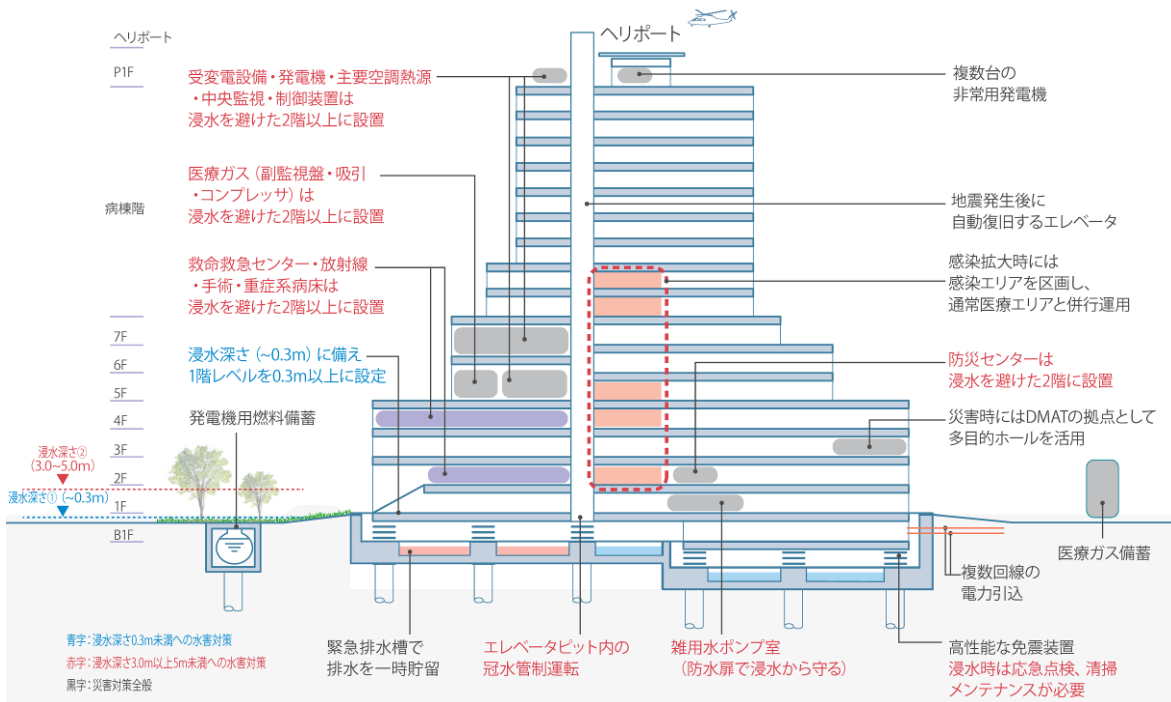 ヘリポート
P1F
病棟階
7F
6F
5F
4F
3F
2F
1F
B1F
浸水深さ②
(3.0~5.0m)
浸水深さ①(~0.3m)
ヘリポート
受変電設備・発電機・主要空調熱源
・中央監視・制御装置は
浸水を避けた2階以上に設置
医療ガス(副監視盤・吸引
・コンプレッサ)は
浸水を避けた2階以上に設置
救命救急センター・放射線
・手術・重症系病床は
浸水を避けた2階以上に設置
浸水深さ(~0.3m)に備え
1階レベルを0.3m以上に設定
発電機用燃料備蓄
複数台の
非常用発電機
地震発生後に
自動復旧するエレベータ
感染拡大時には
感染エリアを区画し、
通常医療エリアと併行運用
防災センターは
浸水を避けた2階に設置
災害時にはDMATの拠点として
多目的ホールを活用
医療ガス備蓄
複数回線の
電力引込
緊急排水槽で
排水を一時貯留
エレベータピット内の
冠水管制運転
雑用水ポンプ室
(防水扉で浸水から守る)
高性能な免震装置
浸水時は応急点検、清掃
メンテナンスが必要
青字:浸水深さ0.3m未満への水害対策
赤字:浸水深さ3.0m以上5m未満への水害対策
黒字:災害対策全般